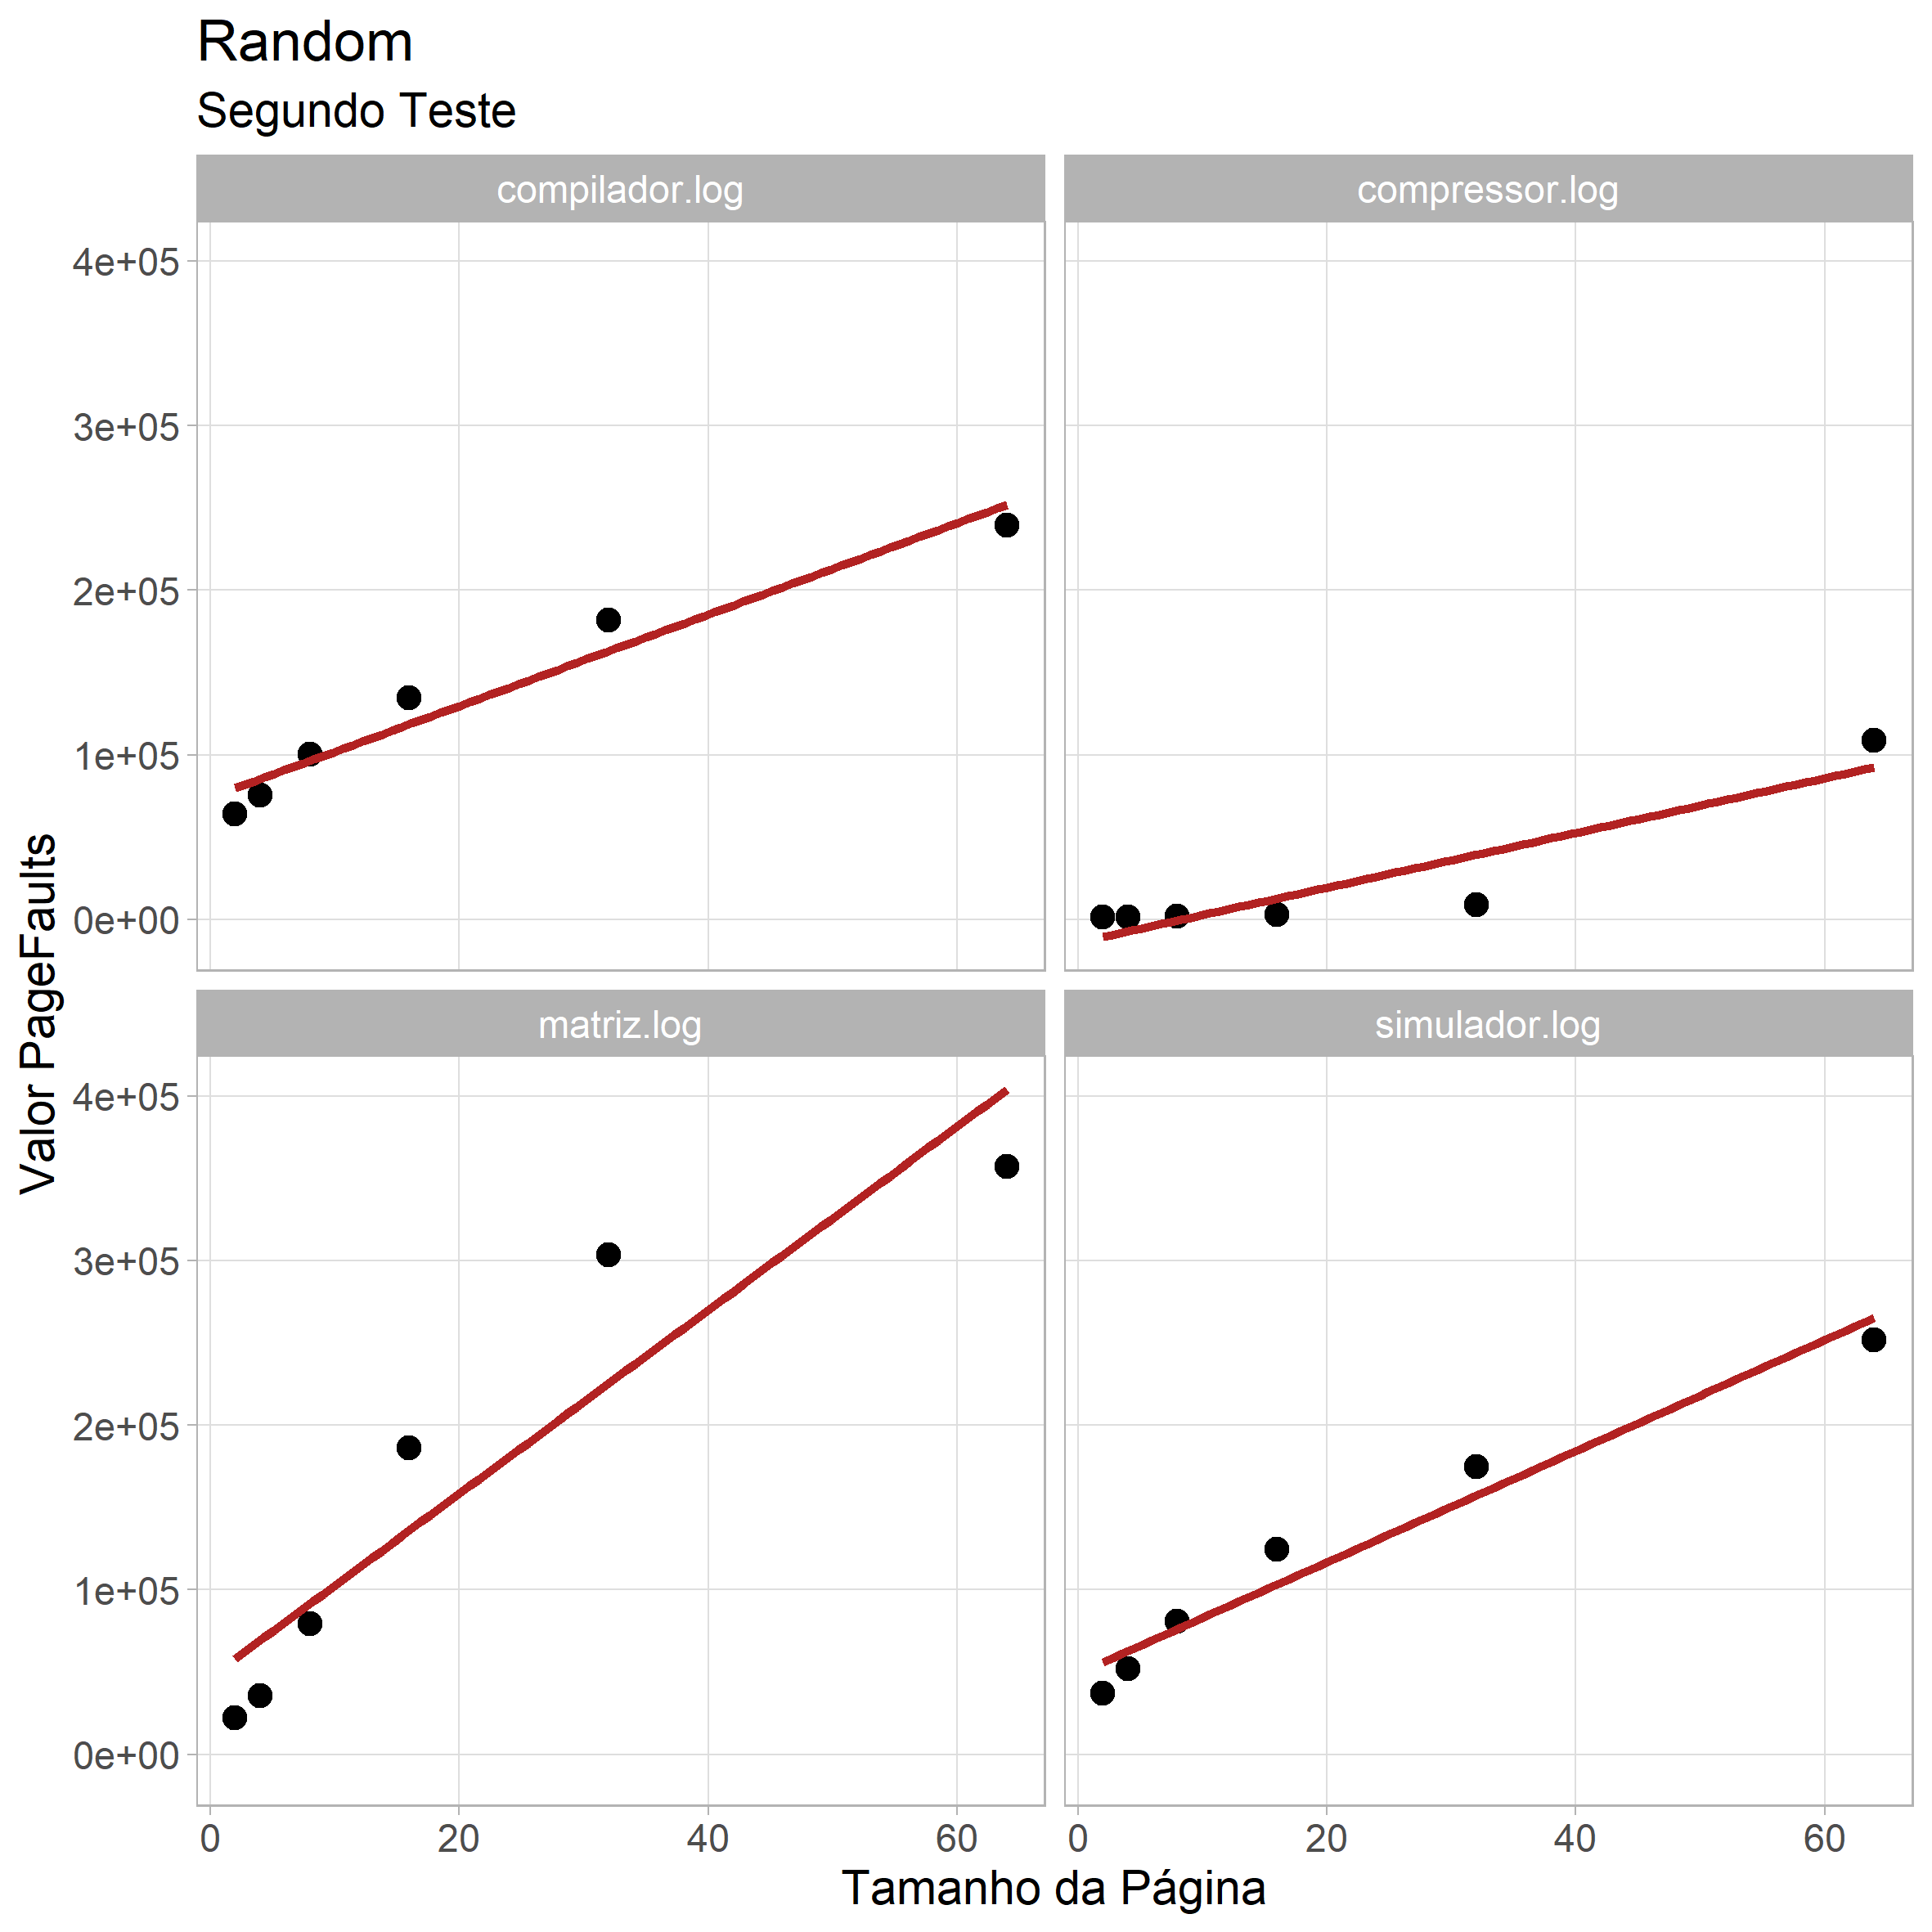 Random
Segundo Teste
compilador.log
compressor.log
4e+05
3e+05
2e+05
1e+05
0e+00
matriz.log
simulador.log
4e+05
3e+05
2e+05
1e+05
0e+00
0 20 40 60
0 20 40 60
Valor PageFaults
Tamanho da Página